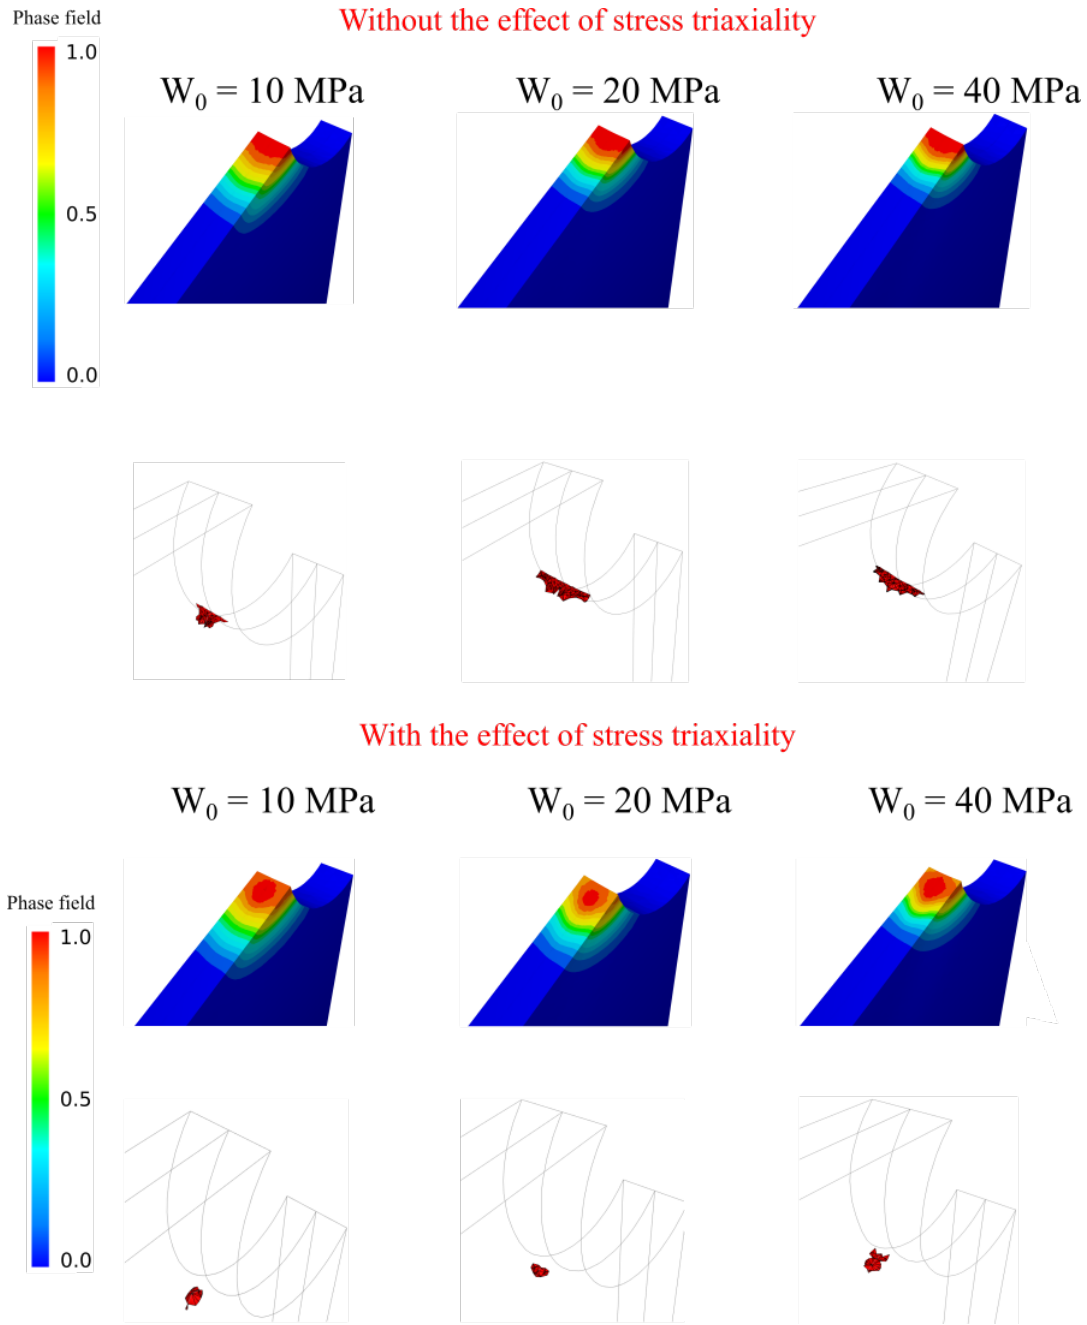 Phase field
Without the effect of stress triaxiality
1.0
W₀ = 10 MPa
W₀ = 20 MPa
W₀ = 40 MPa
0.5
0.0
With the effect of stress triaxiality
W₀ = 10 MPa
W₀ = 20 MPa
W₀ = 40 MPa
Phase field
1.0
0.5
0.0